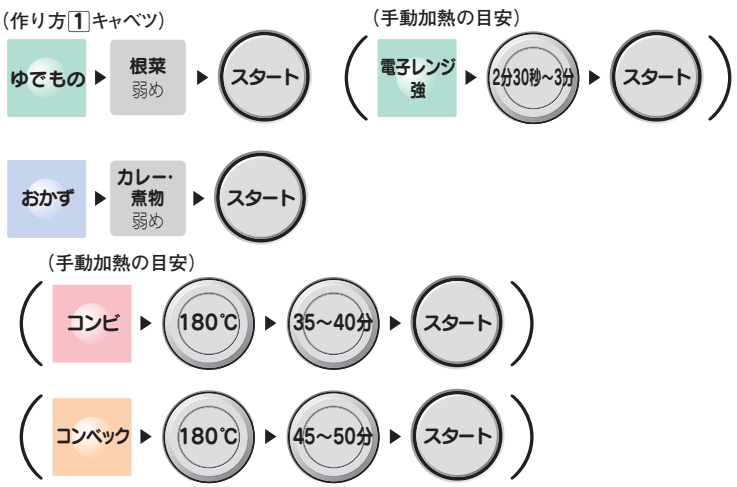 (作り方1キャベツ)
ゆでもの ▶ 根菜 弱め ▶ スタート
(手動加熱の目安)
(電子レンジ 強 ▶ 2分30秒～3分 ▶ スタート)
おかず ▶ カレー・煮物 弱め ▶ スタート
(手動加熱の目安)
(コンビ ▶ 180℃ ▶ 35～40分 ▶ スタート)
(コンベック ▶ 180℃ ▶ 45～50分 ▶ スタート)